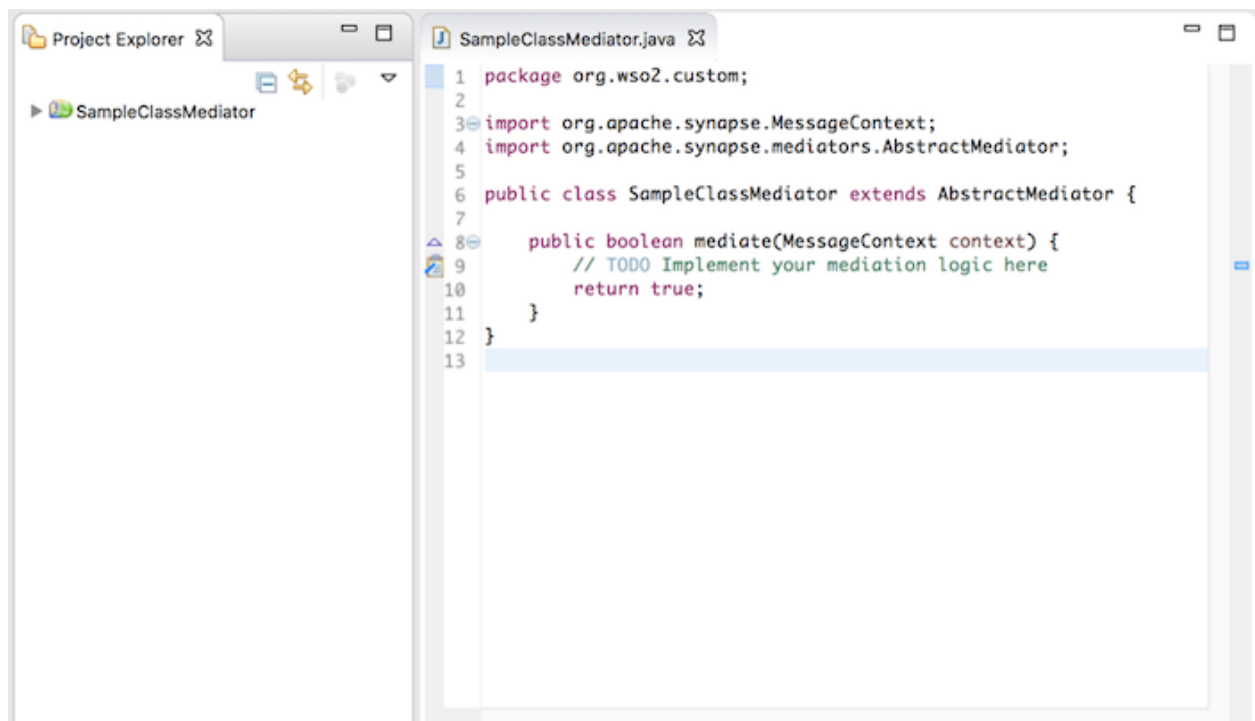 Project Explorer
SampleClassMediator
SampleClassMediator.java
1 package org.wso2.custom;
2
3 import org.apache.synapse.MessageContext;
4 import org.apache.synapse.mediators.AbstractMediator;
5
6 public class SampleClassMediator extends AbstractMediator {
7
8 public boolean mediate(MessageContext context) {
9 // TODO Implement your mediation logic here
10 return true;
11 }
12 }
13